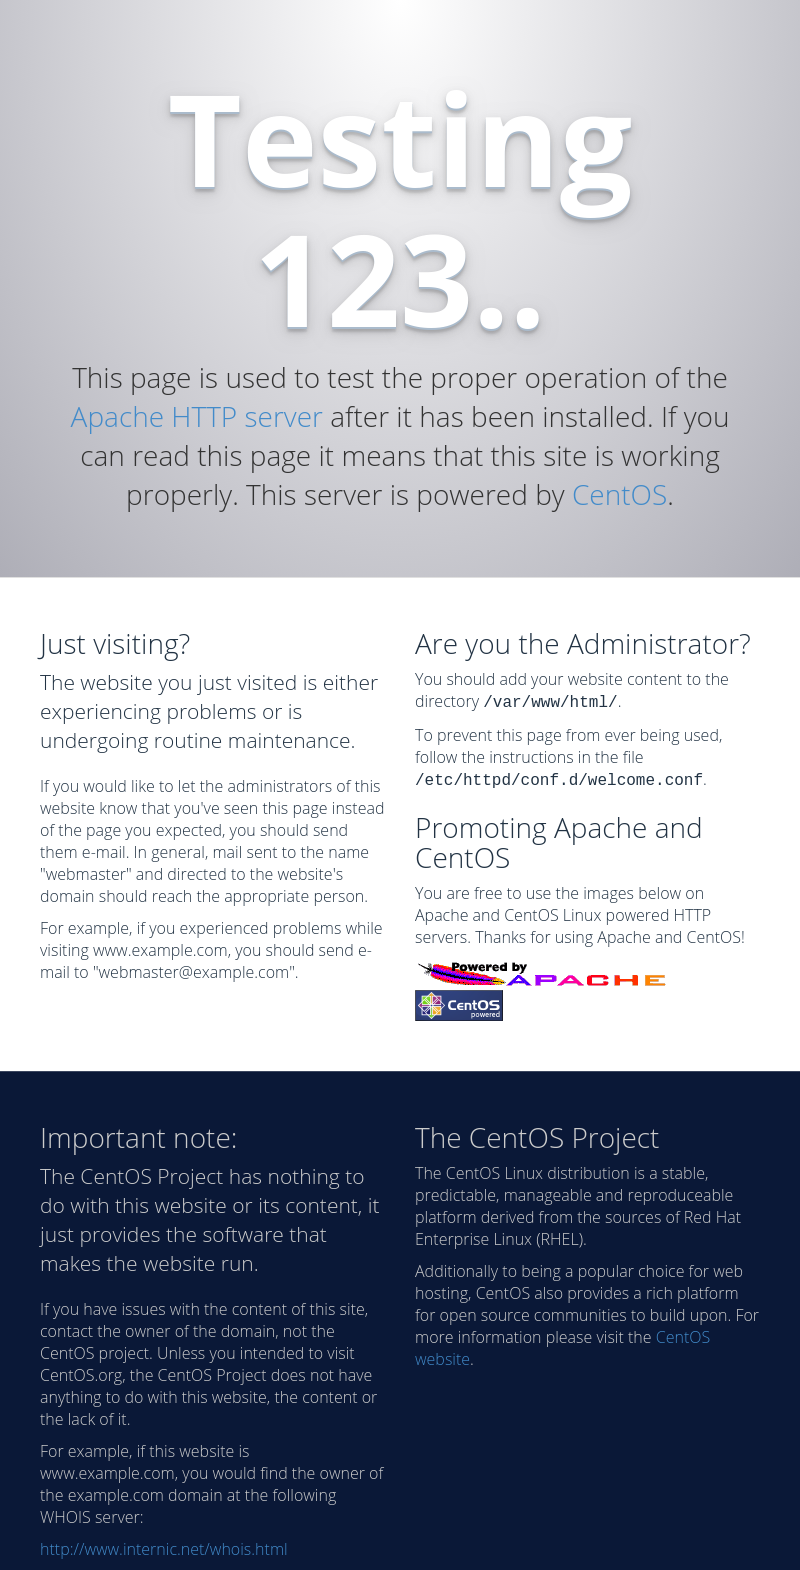 Testing
123..
This page is used to test the proper operation of the
Apache HTTP server after it has been installed. If you
can read this page it means that this site is working
properly. This server is powered by CentOS.
Just visiting?
The website you just visited is either
experiencing problems or is
undergoing routine maintenance.
If you would like to let the administrators of this
website know that you've seen this page instead
of the page you expected, you should send
them e-mail. In general, mail sent to the name
"webmaster" and directed to the website's
domain should reach the appropriate person.
For example, if you experienced problems while
visiting www.example.com, you should send e-
mail to "webmaster@example.com".
Are you the Administrator?
You should add your website content to the
directory /var/www/html/.
To prevent this page from ever being used,
follow the instructions in the file
/etc/httpd/conf.d/welcome.conf.
Promoting Apache and
CentOS
You are free to use the images below on
Apache and CentOS Linux powered HTTP
servers. Thanks for using Apache and CentOS!
Powered by
APACHE
CentOS
powered
Important note:
The CentOS Project has nothing to
do with this website or its content, it
just provides the software that
makes the website run.
If you have issues with the content of this site,
contact the owner of the domain, not the
CentOS project. Unless you intended to visit
CentOS.org, the CentOS Project does not have
anything to do with this website, the content or
the lack of it.
For example, if this website is
www.example.com, you would find the owner of
the example.com domain at the following
WHOIS server:
http://www.internic.net/whois.html
The CentOS Project
The CentOS Linux distribution is a stable,
predictable, manageable and reproduceable
platform derived from the sources of Red Hat
Enterprise Linux (RHEL).
Additionally to being a popular choice for web
hosting, CentOS also provides a rich platform
for open source communities to build upon. For
more information please visit the CentOS
website.